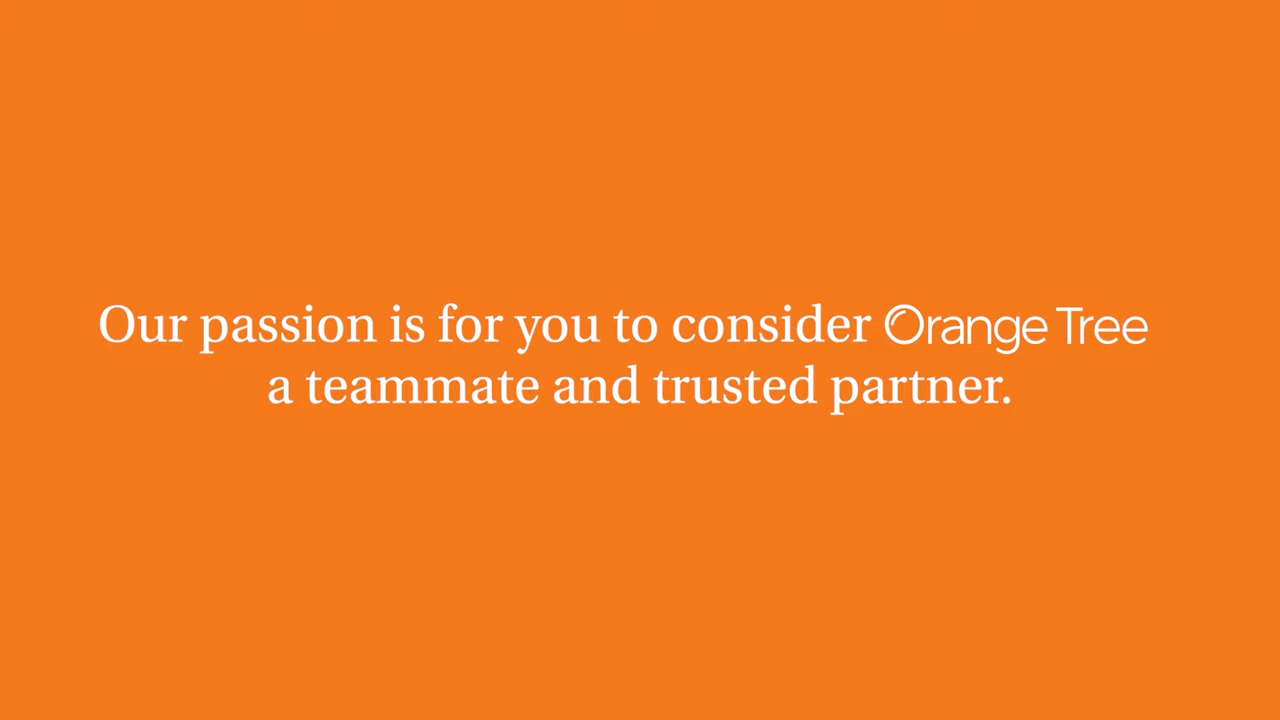 Our passion is for you to consider Orange Tree
a teammate and trusted partner.